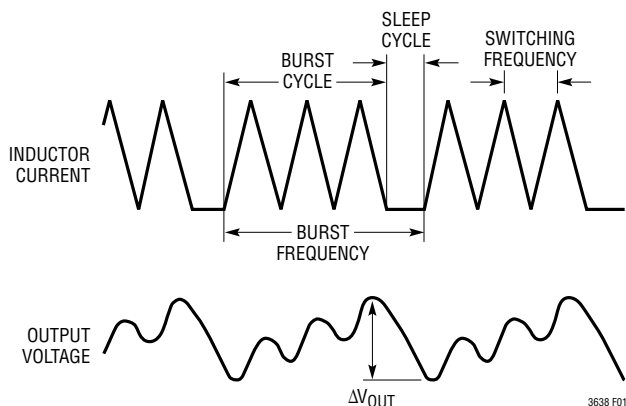 SLEEP
CYCLE
BURST
CYCLE
SWITCHING
FREQUENCY
INDUCTOR
CURRENT
BURST
FREQUENCY
OUTPUT
VOLTAGE
ΔVOUT
3638 F01